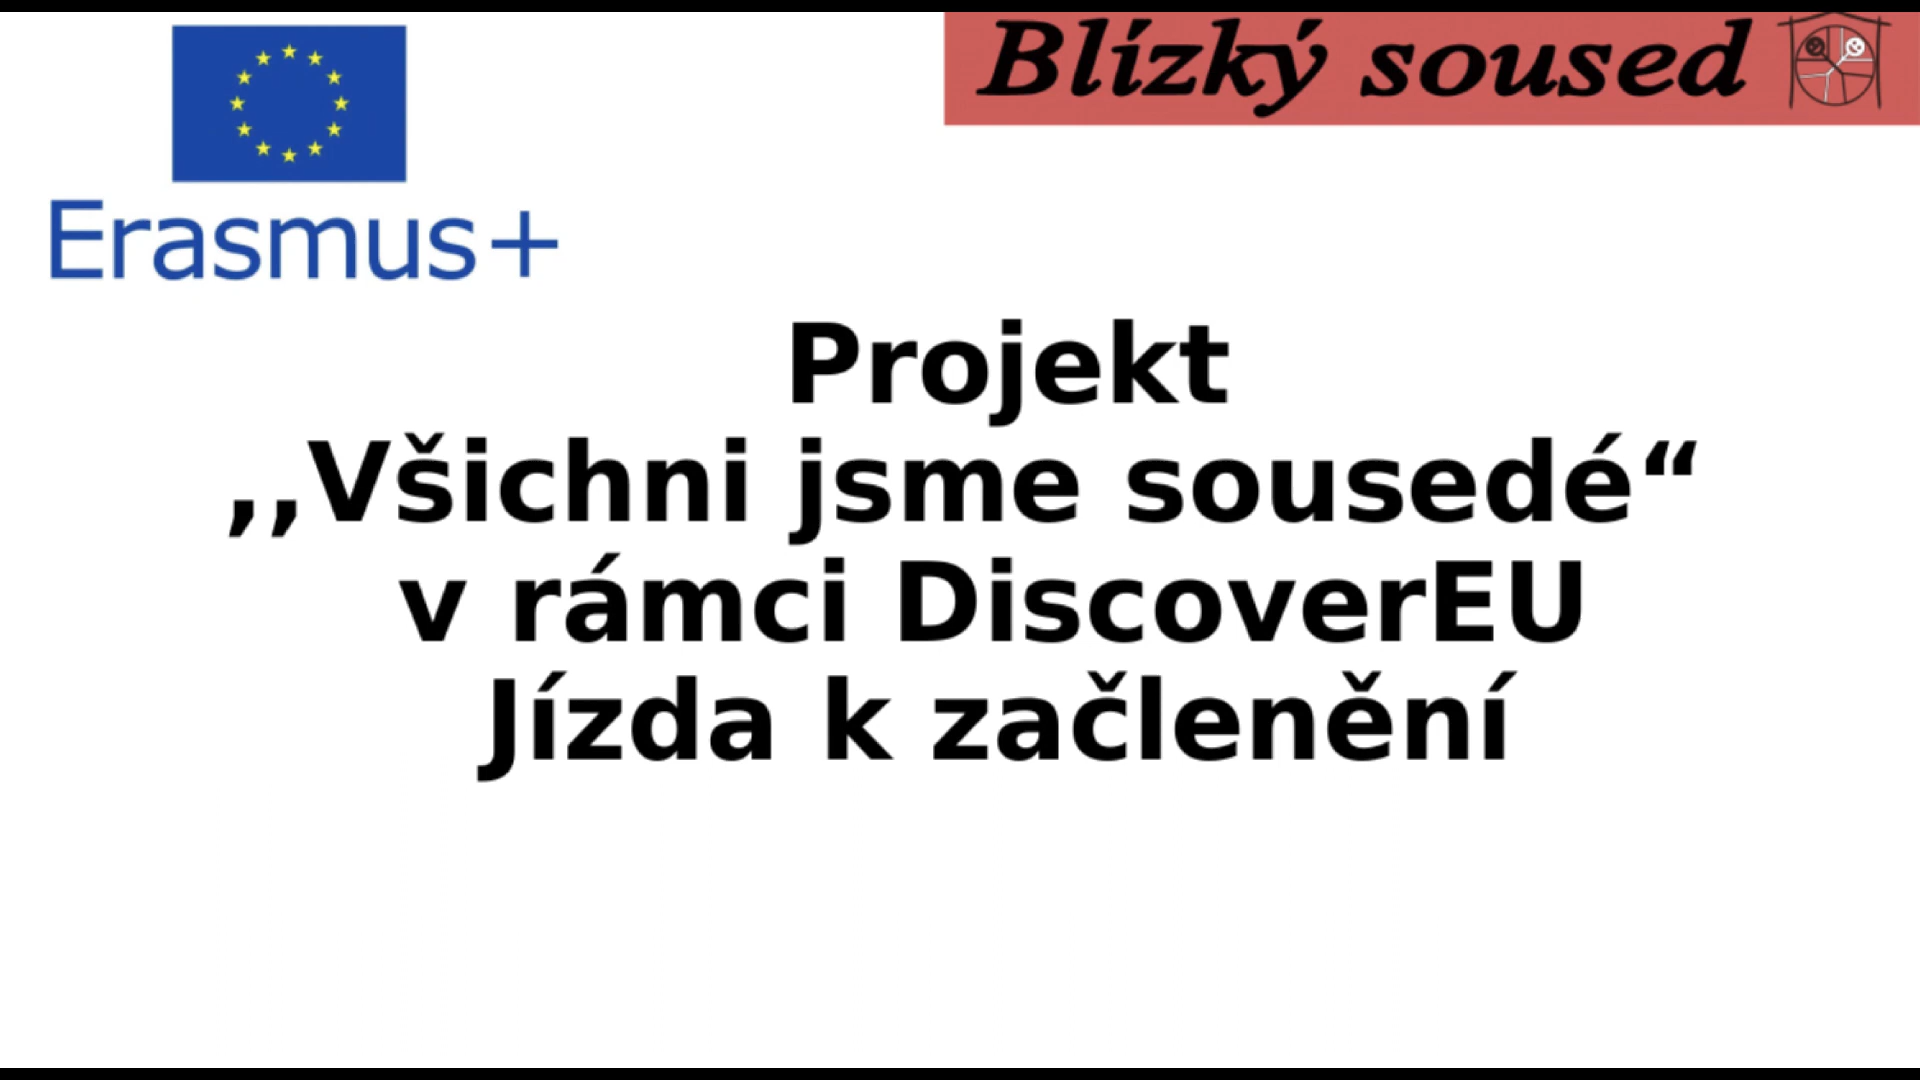 Erasmus+
Blízký soused
Projekt
,,Všichni jsme sousedé“
v rámci DiscoverEU
Jízda k začlenění